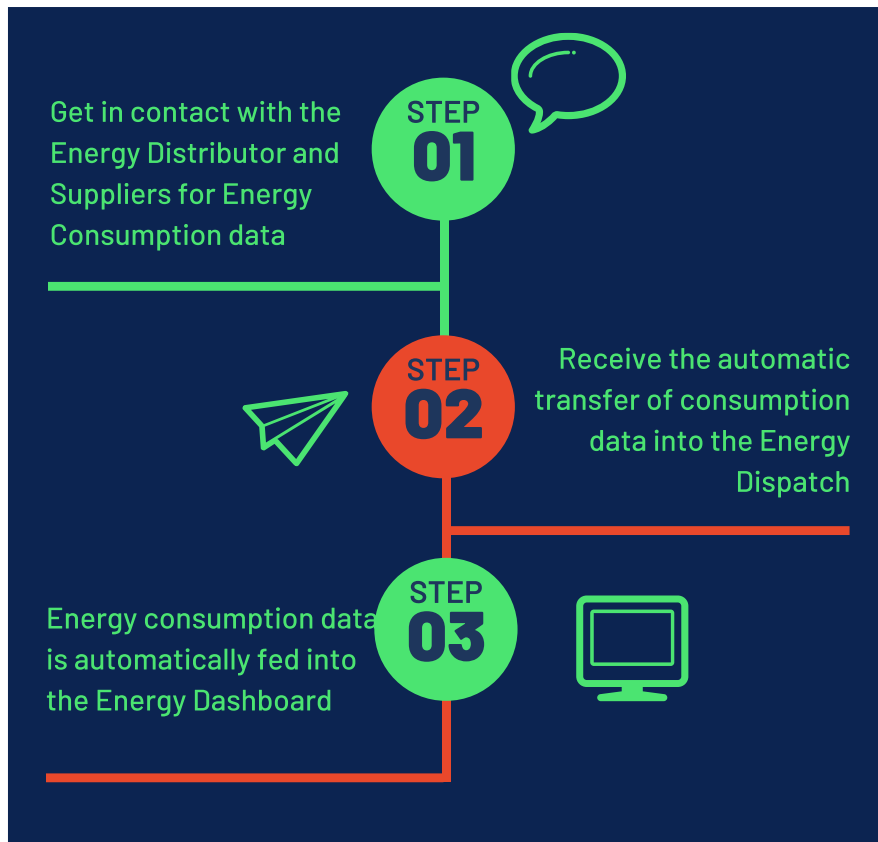 STEP
01
Get in contact with the
Energy Distributor and
Suppliers for Energy
Consumption data
STEP
02
Receive the automatic
transfer of consumption
data into the Energy
Dispatch
STEP
03
Energy consumption data
is automatically fed into
the Energy Dashboard